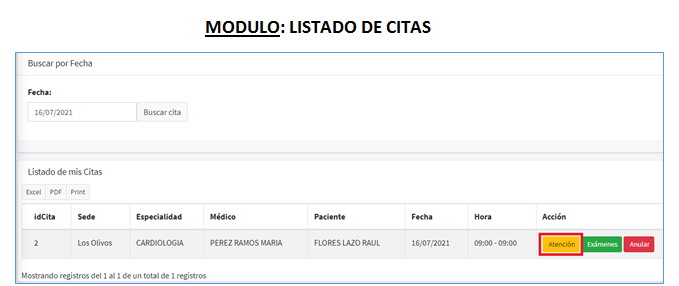 MODULO: LISTADO DE CITAS
Buscar por Fecha
Fecha:
16/07/2021 Buscar cita
Listado de mis Citas
Excel PDF Print
idCita Sede Especialidad Médico Paciente Fecha Hora Acción
2 Los Olivos CARDIOLOGIA PEREZ RAMOS MARIA FLORES LAZO RAUL 16/07/2021 09:00 - 09:00 Atención Exámenes Anular
Mostrando registros del 1 al 1 de un total de 1 registros